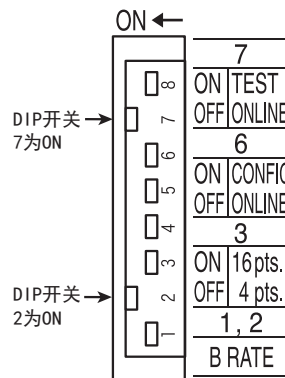 ON
8
DIP开关
7为ON
7
6
5
4
3
DIP开关
2为ON
2
1
7
ON TEST
OFF ONLINE
6
ON CONFIG
OFF ONLINE
3
ON 16 pts.
OFF 4 pts.
1, 2
B RATE